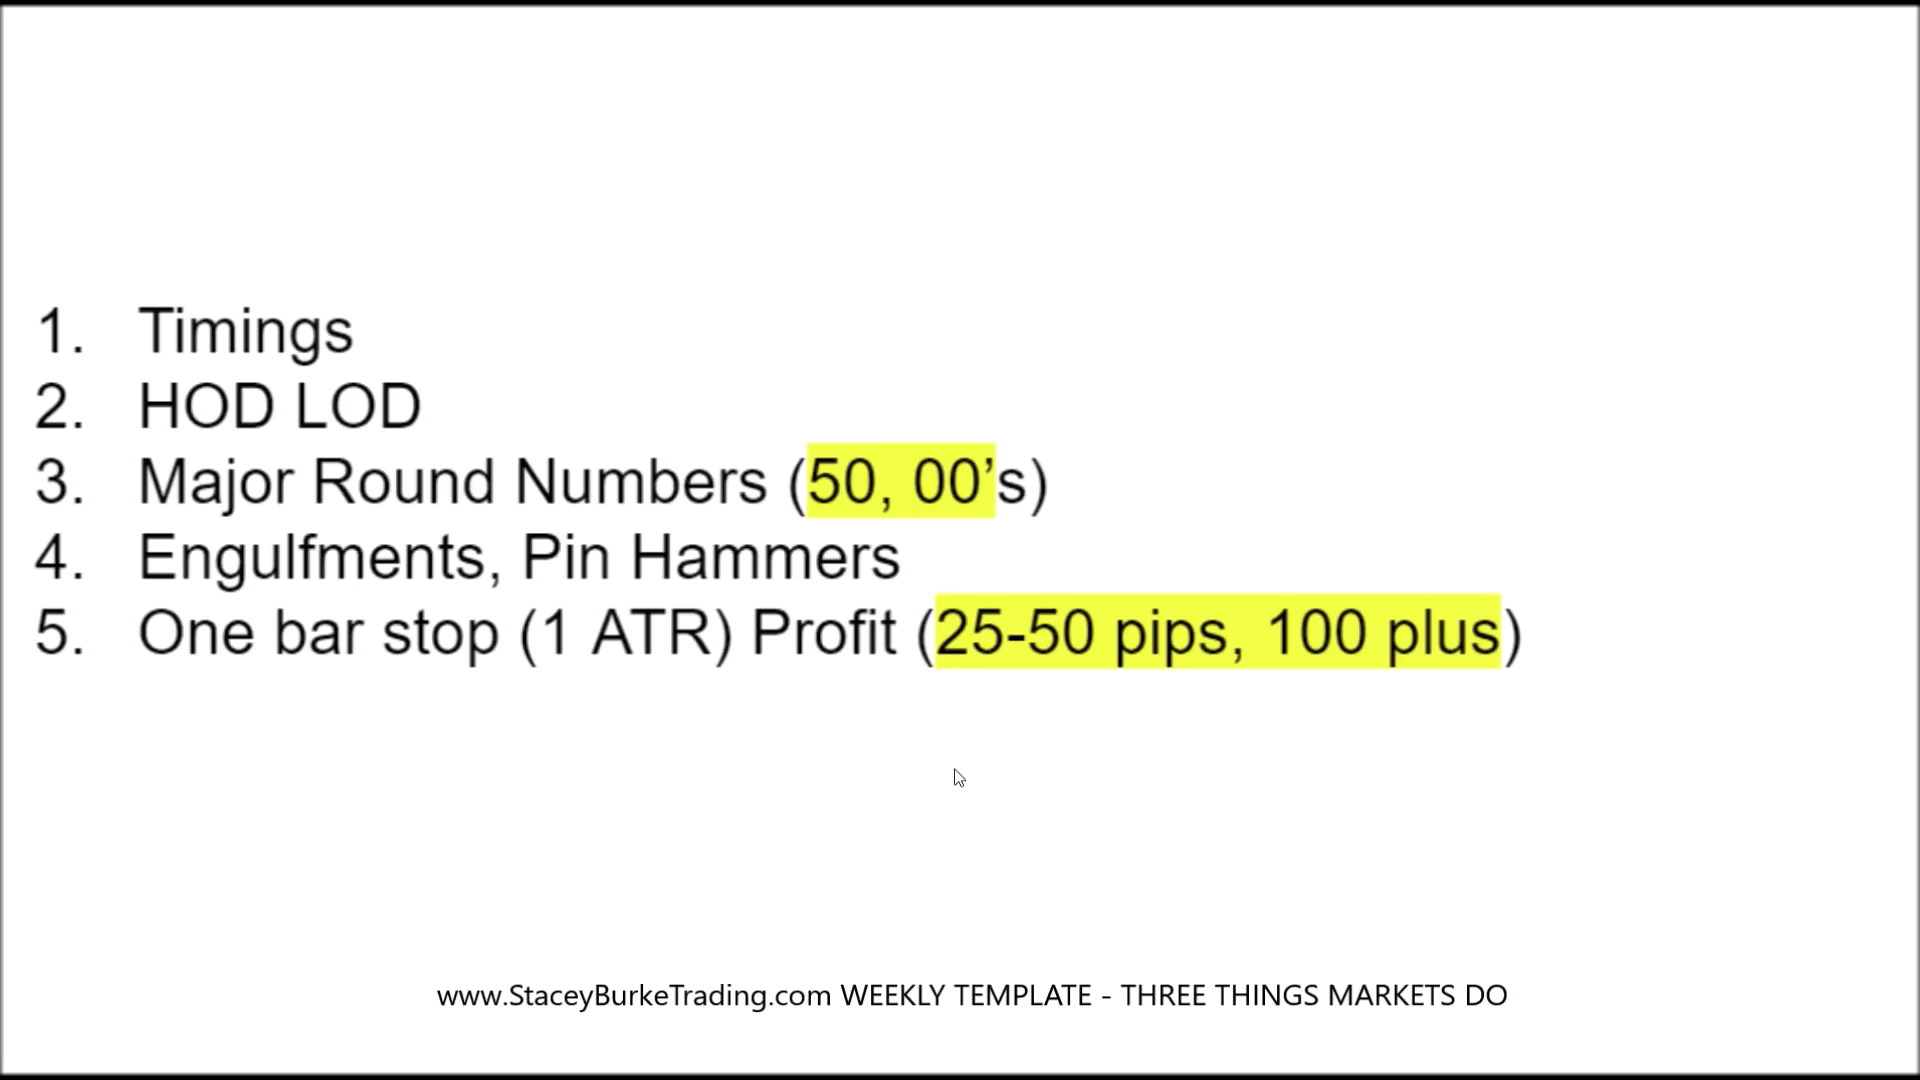 1. Timings
2. HOD LOD
3. Major Round Numbers (50, 00’s)
4. Engulfments, Pin Hammers
5. One bar stop (1 ATR) Profit (25-50 pips, 100 plus)
www.StaceyBurkeTrading.com WEEKLY TEMPLATE - THREE THINGS MARKETS DO